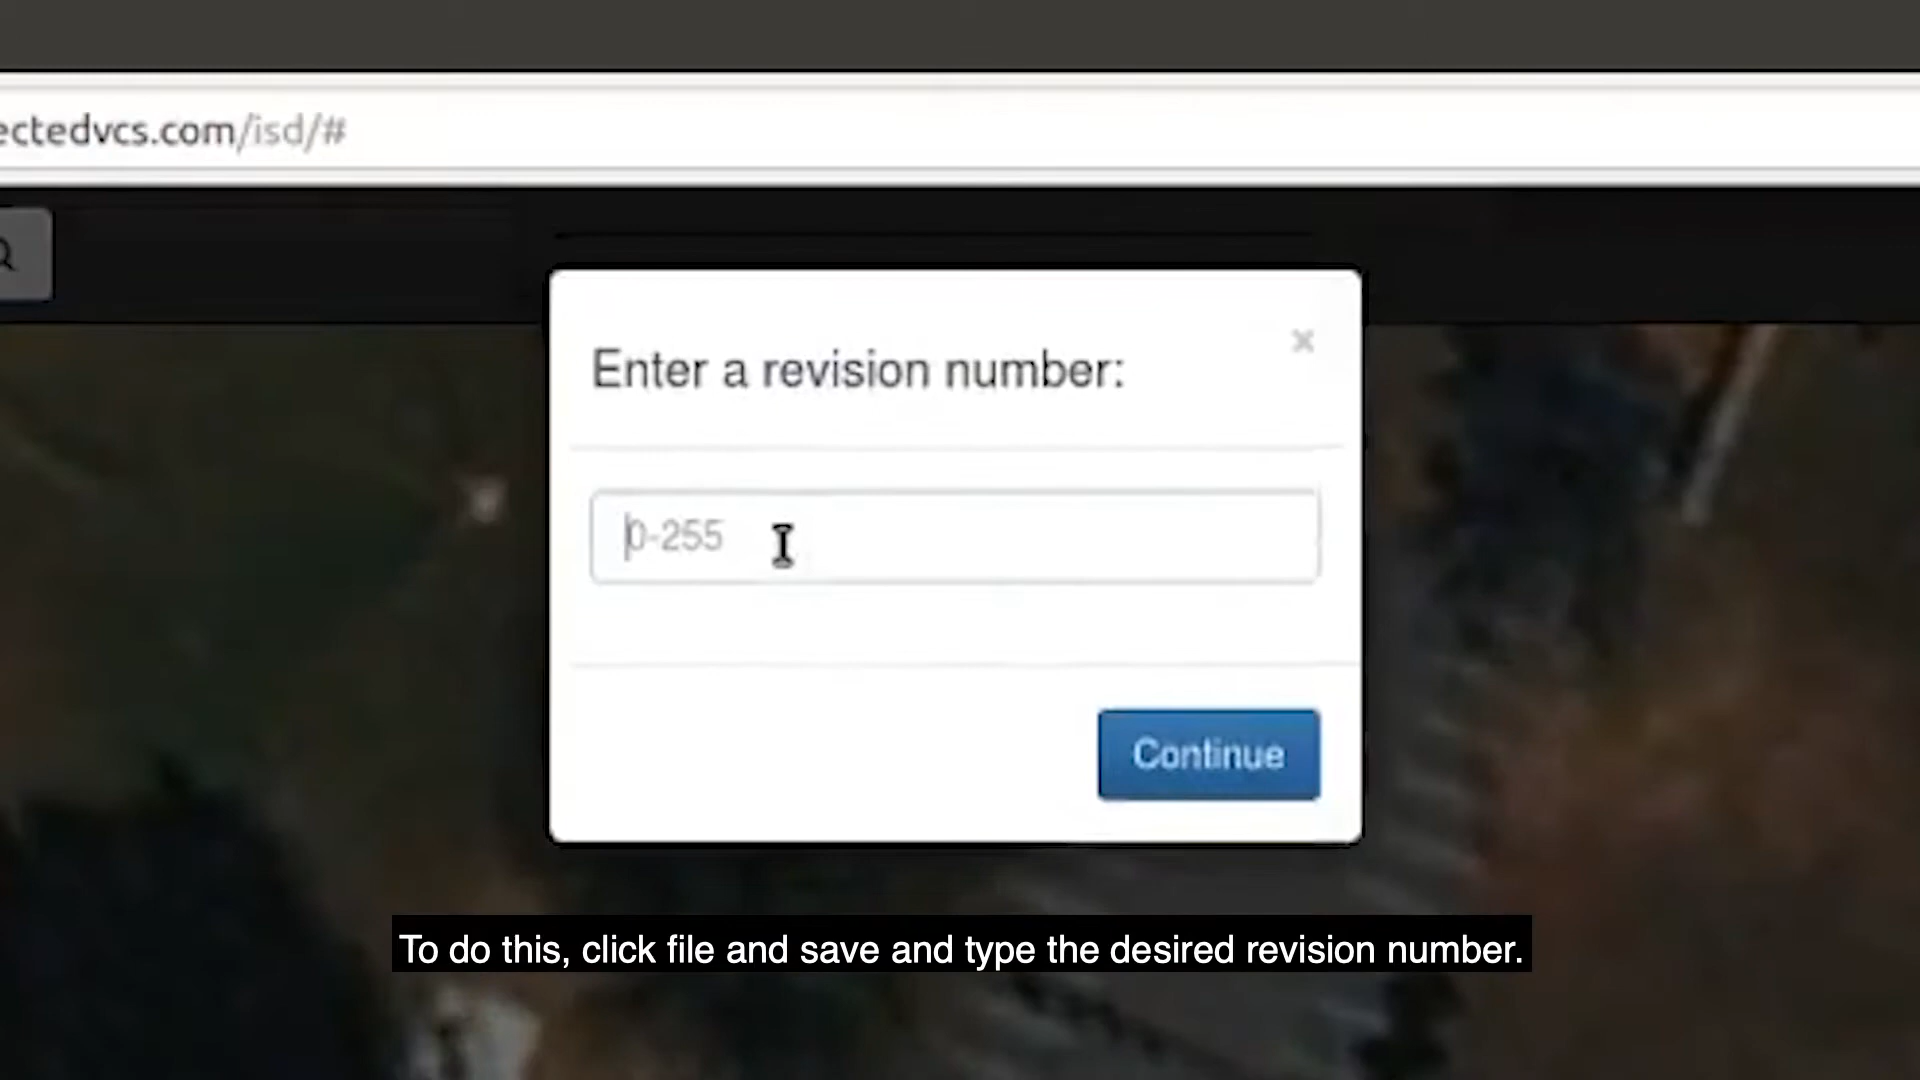 ectedvcs.com/isd/#
Enter a revision number:
×
0-255
Continue
To do this, click file and save and type the desired revision number.